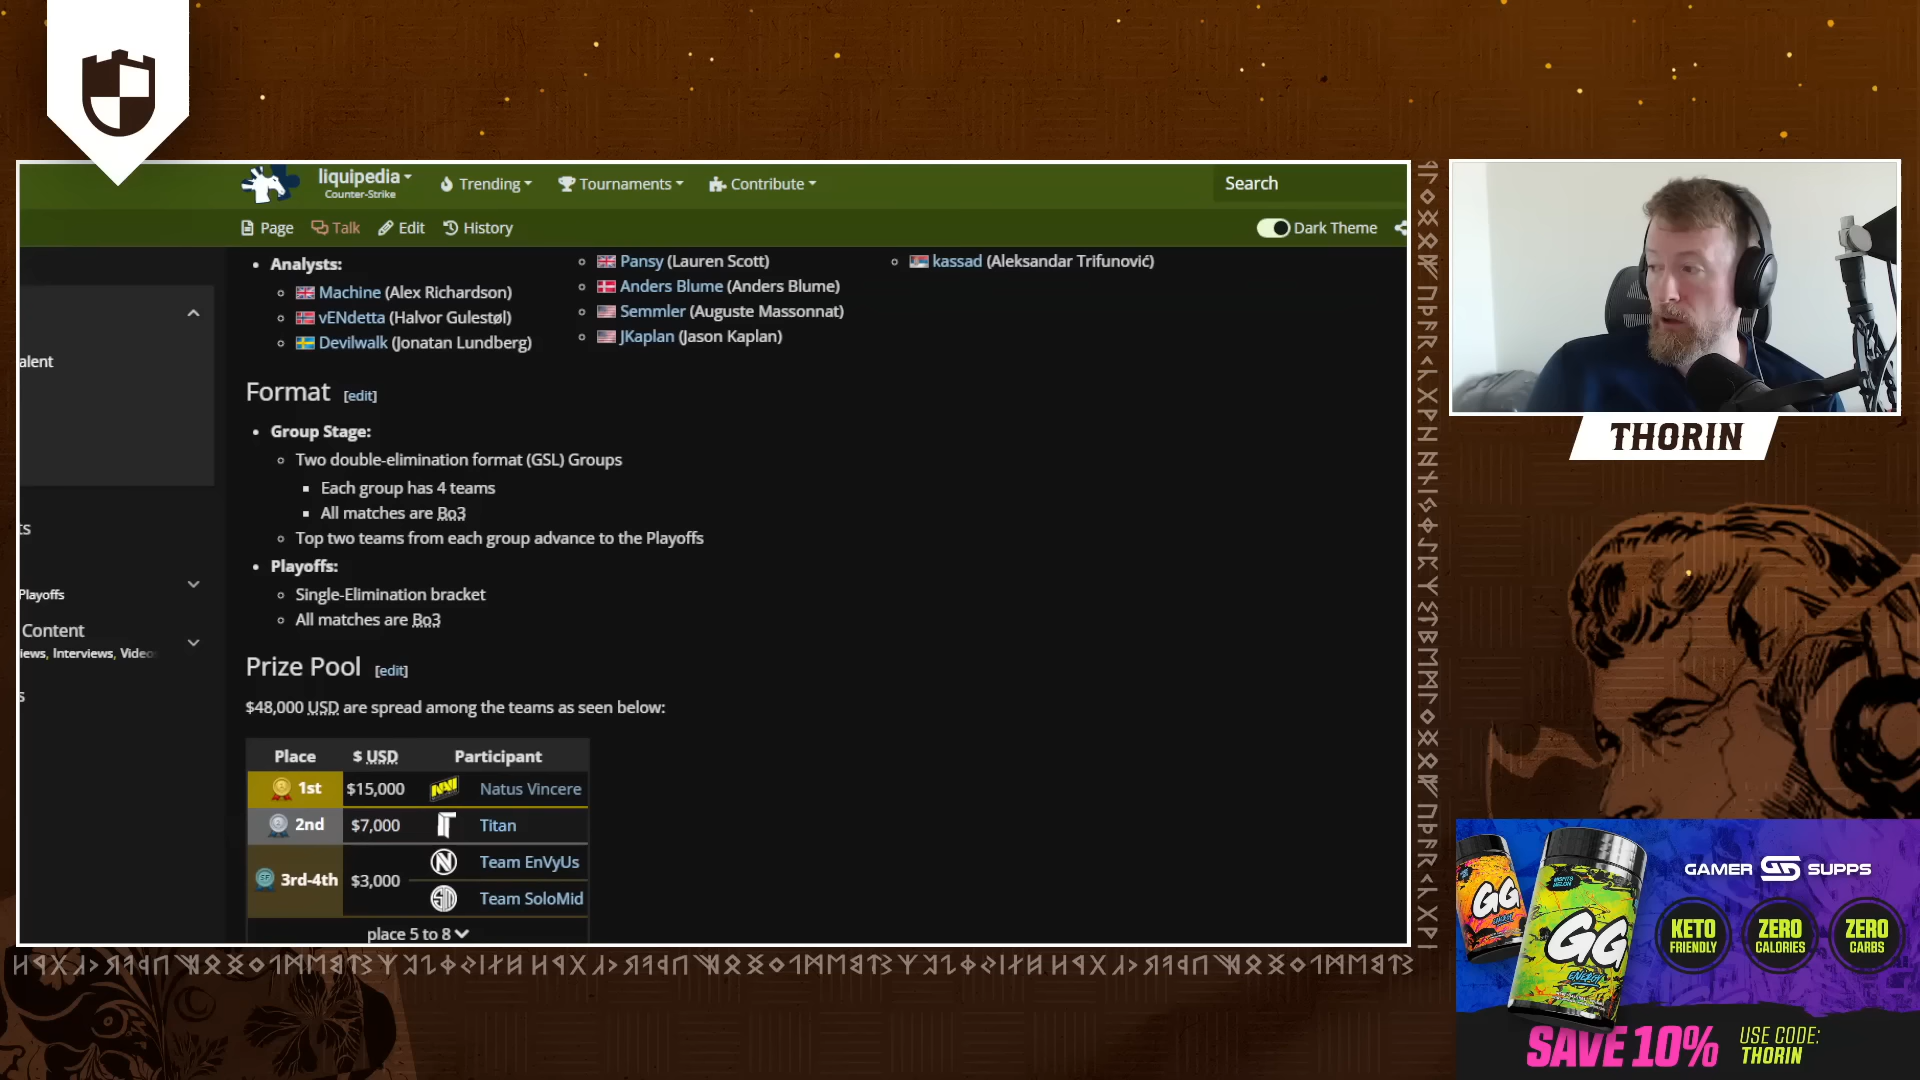 liquipedia
Counter-Strike
Trending
Tournaments
Contribute
Search
Page
Talk
Edit
History
Dark Theme
Analysts:
Machine (Alex Richardson)
vENdetta (Halvor Gulestøl)
Devilwalk (Jonatan Lundberg)
Pansy (Lauren Scott)
Anders Blume (Anders Blume)
Semmler (Auguste Massonnat)
JKaplan (Jason Kaplan)
kassad (Aleksandar Trifunović)
alent
ts
Playoffs
Content
iews, Interviews, Video
s
Format [edit]
Group Stage:
Two double-elimination format (GSL) Groups
Each group has 4 teams
All matches are Bo3
Top two teams from each group advance to the Playoffs
Playoffs:
Single-Elimination bracket
All matches are Bo3
Prize Pool [edit]
$48,000 USD are spread among the teams as seen below:
Place $ USD Participant
1st $15,000 Natus Vincere
2nd $7,000 Titan
3rd-4th $3,000 Team EnVyUs
Team SoloMid
place 5 to 8
THORIN
GAMER GS SUPPS
GG
GG
ENERGY
KETO
FRIENDLY
ZERO
CALORIES
ZERO
CARBS
SAVE 10%
USE CODE:
THORIN